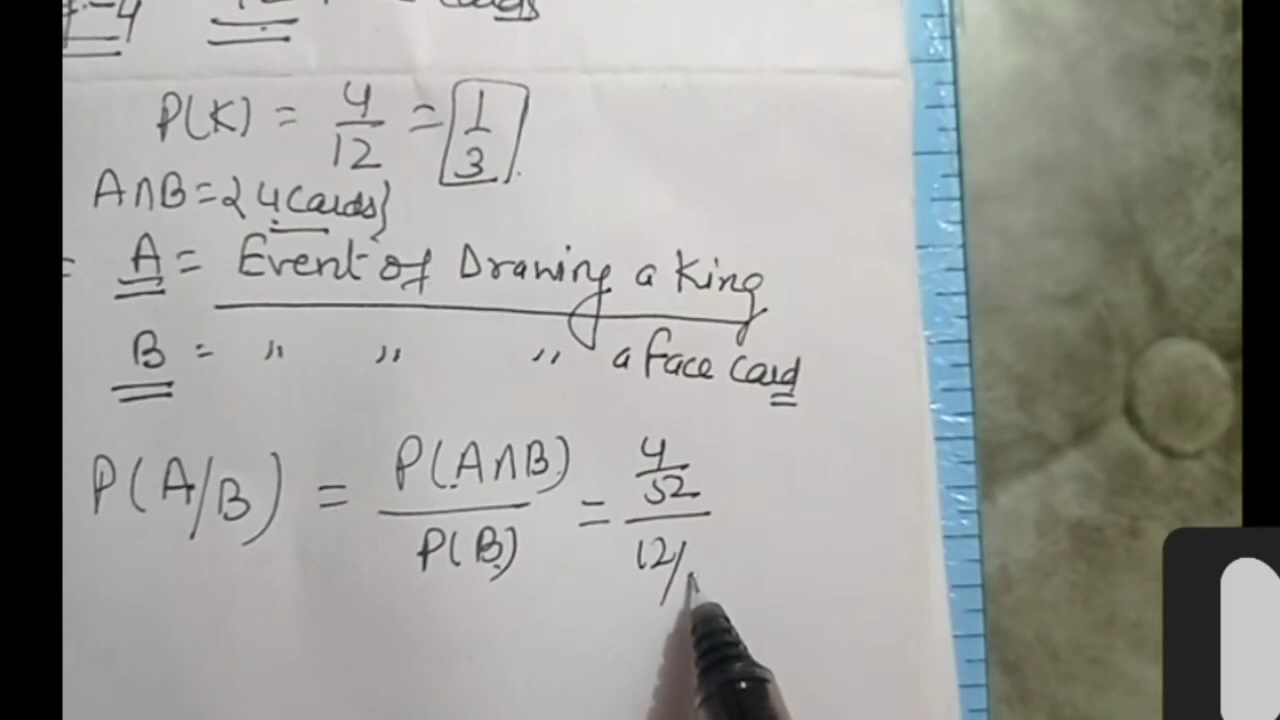 P(K) = 4/12 = 1/3
A∩B = {4 Cards}
= A = Event of Drawing a King
B = " " " a face card
P(A/B) = P(A∩B)/P(B) = 4/52 / 12/